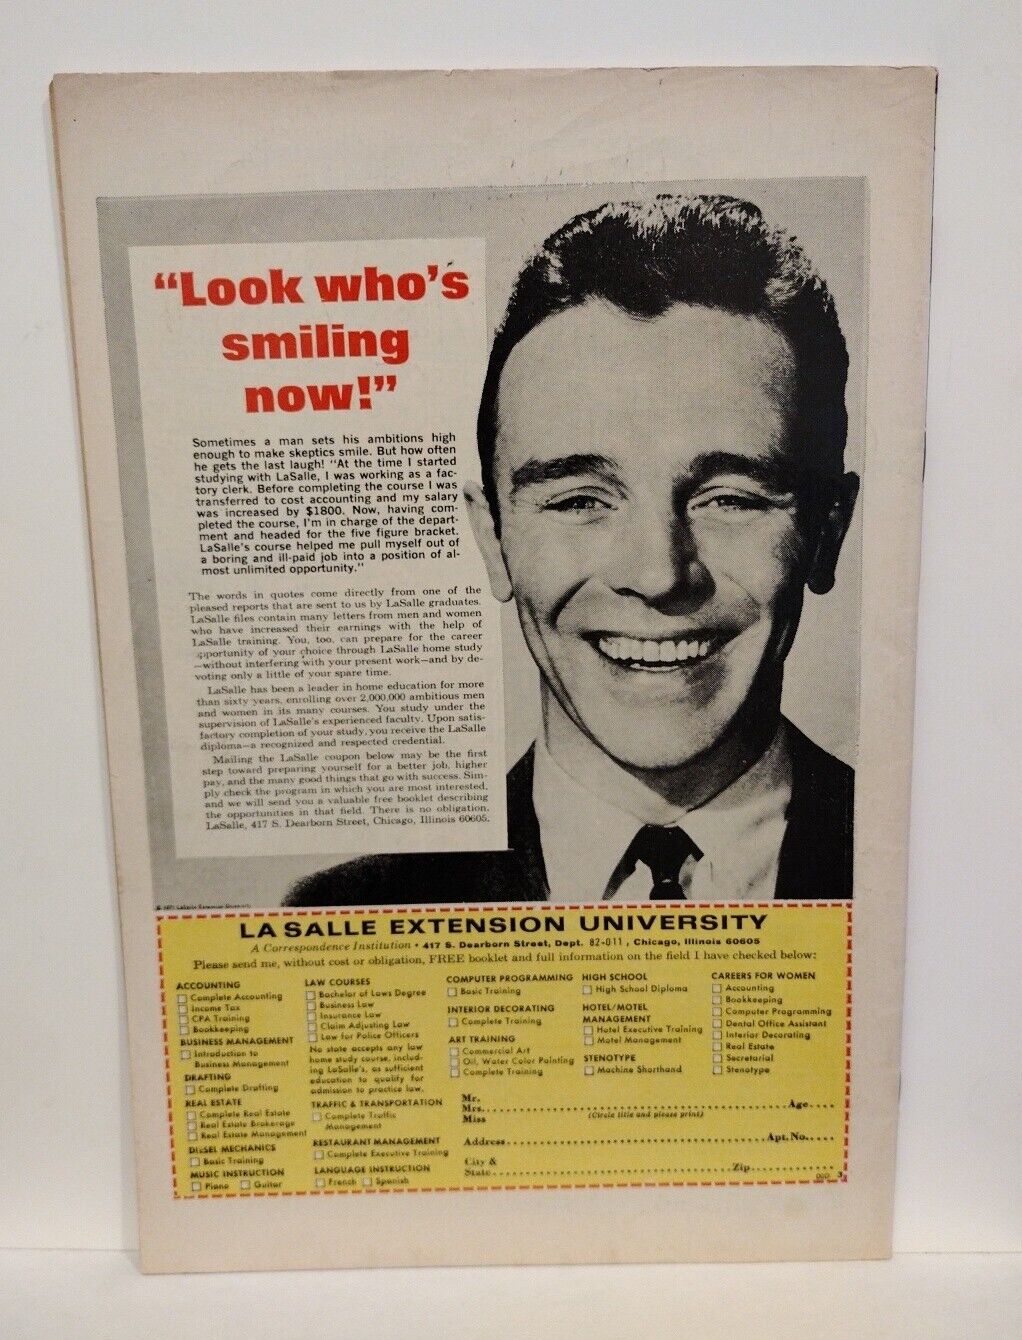 "Look who's
smiling
now!"
Sometimes a man sets his ambitions high
enough to make skeptics smile. But how often
he gets the last laugh! "At the time I started
studying with LaSalle, I was working as a fac-
tory clerk. Before completing the course I was
transferred to cost accounting and my salary
was increased by $1800. Now, having com-
pleted the course, I'm in charge of the depart-
ment and headed for the five figure bracket.
LaSalle's course helped me pull myself out of
a boring and ill-paid job into a position of al-
most unlimited opportunity."
The words in quotes come directly from one of the
pleased reports that are sent to us by LaSalle graduates.
LaSalle files contain many letters from men and women
who have increased their earnings with the help of
LaSalle training. You, too, can prepare for the career
opportunity of your choice through LaSalle home study
—without interfering with your present work—and by de-
voting only a little of your spare time.
LaSalle has been a leader in home education for more
than sixty years, enrolling over 2,000,000 ambitious men
and women in its many courses. You study under the
supervision of LaSalle's experienced faculty. Upon satis-
factory completion of your study, you receive the LaSalle
diploma—a recognized and respected credential.
Mailing the LaSalle coupon below may be the first
step toward preparing yourself for a better job, higher
pay, and the many good things that go with success. Sim-
ply check the program in which you are most interested,
and we will send you a valuable free booklet describing
the opportunities in that field. There is no obligation.
LaSalle, 417 S. Dearborn Street, Chicago, Illinois 60605.
© 1971 LaSalle Extension University
LA SALLE EXTENSION UNIVERSITY
A Correspondence Institution • 417 S. Dearborn Street, Dept. 82-011, Chicago, Illinois 60605
Please send me, without cost or obligation, FREE booklet and full information on the field I have checked below:
ACCOUNTING
Complete Accounting
Income Tax
CPA Training
Bookkeeping
BUSINESS MANAGEMENT
Introduction to
Business Management
DRAFTING
Complete Drafting
REAL ESTATE
Complete Real Estate
Real Estate Brokerage
Real Estate Management
DIESEL MECHANICS
Basic Training
MUSIC INSTRUCTION
Piano Guitar
LAW COURSES
Bachelor of Laws Degree
Business Law
Insurance Law
Claim Adjusting Law
Law for Police Officers
No state accepts any law
home study course, includ-
ing LaSalle's, as sufficient
education to qualify for
admission to practice law.
TRAFFIC & TRANSPORTATION
Complete Traffic
Management
RESTAURANT MANAGEMENT
Complete Executive Training
LANGUAGE INSTRUCTION
French Spanish
COMPUTER PROGRAMMING
Basic Training
INTERIOR DECORATING
Complete Training
ART TRAINING
Commercial Art
Oil, Water Color Painting
Complete Training
HIGH SCHOOL
High School Diploma
HOTEL/MOTEL
MANAGEMENT
Hotel Executive Training
Motel Management
STENOTYPE
Machine Shorthand
CAREERS FOR WOMEN
Accounting
Bookkeeping
Computer Programming
Dental Office Assistant
Interior Decorating
Real Estate
Secretarial
Stenotype
Mr.
Mrs. Age
Miss (Circle title and please print)
Address Apt. No.
City &
State Zip